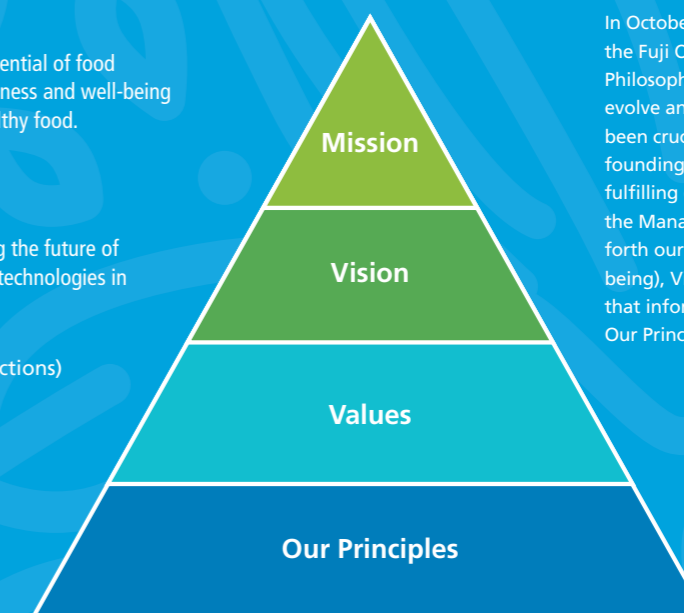 ential of food
ness and well-being
lthy food.
g the future of
technologies in
ctions)
Mission
Vision
Values
Our Principles
In Octobe
the Fuji
Philosoph
evolve an
been cruc
founding
fulfilling
the Mana
forth our
being), V
that infor
Our Princ